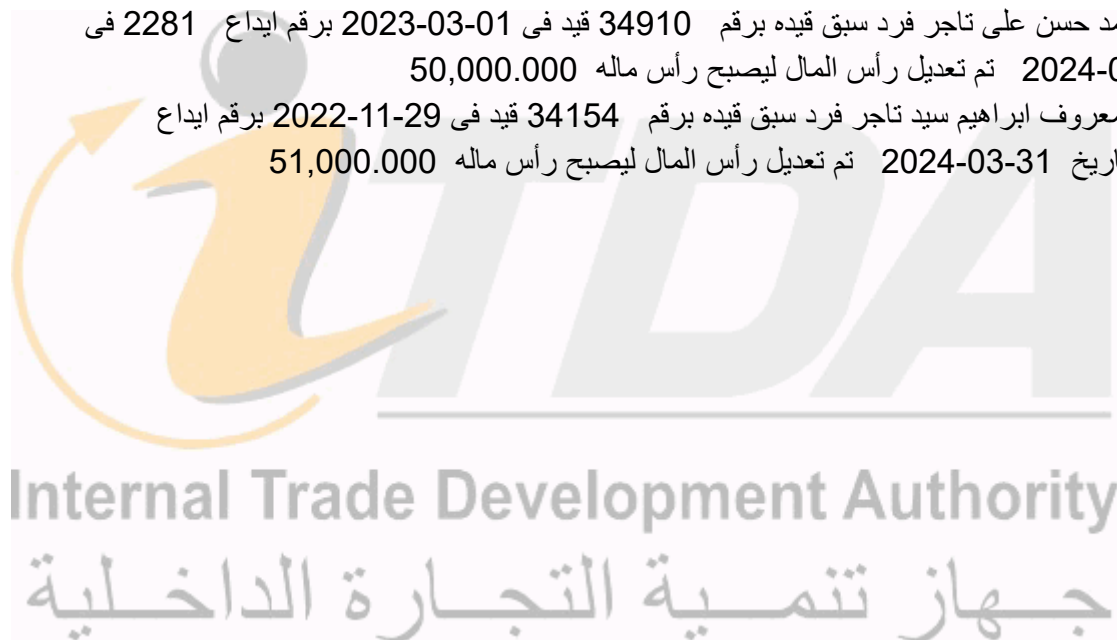 حسن على تاجر فرد سبق قيده برقم 34910 قيد فى 01-03-2023 برقم ايداع 2281 فى
2024 تم تعديل رأس المال ليصبح رأس ماله 50,000.000
معروف ابراهيم سيد تاجر فرد سبق قيده برقم 34154 قيد فى 29-11-2022 برقم ايداع
31-03-2024 تم تعديل رأس المال ليصبح رأس ماله 51,000.000
iTDA
Internal Trade Development Authority
جهاز تنمية التجارة الداخلية